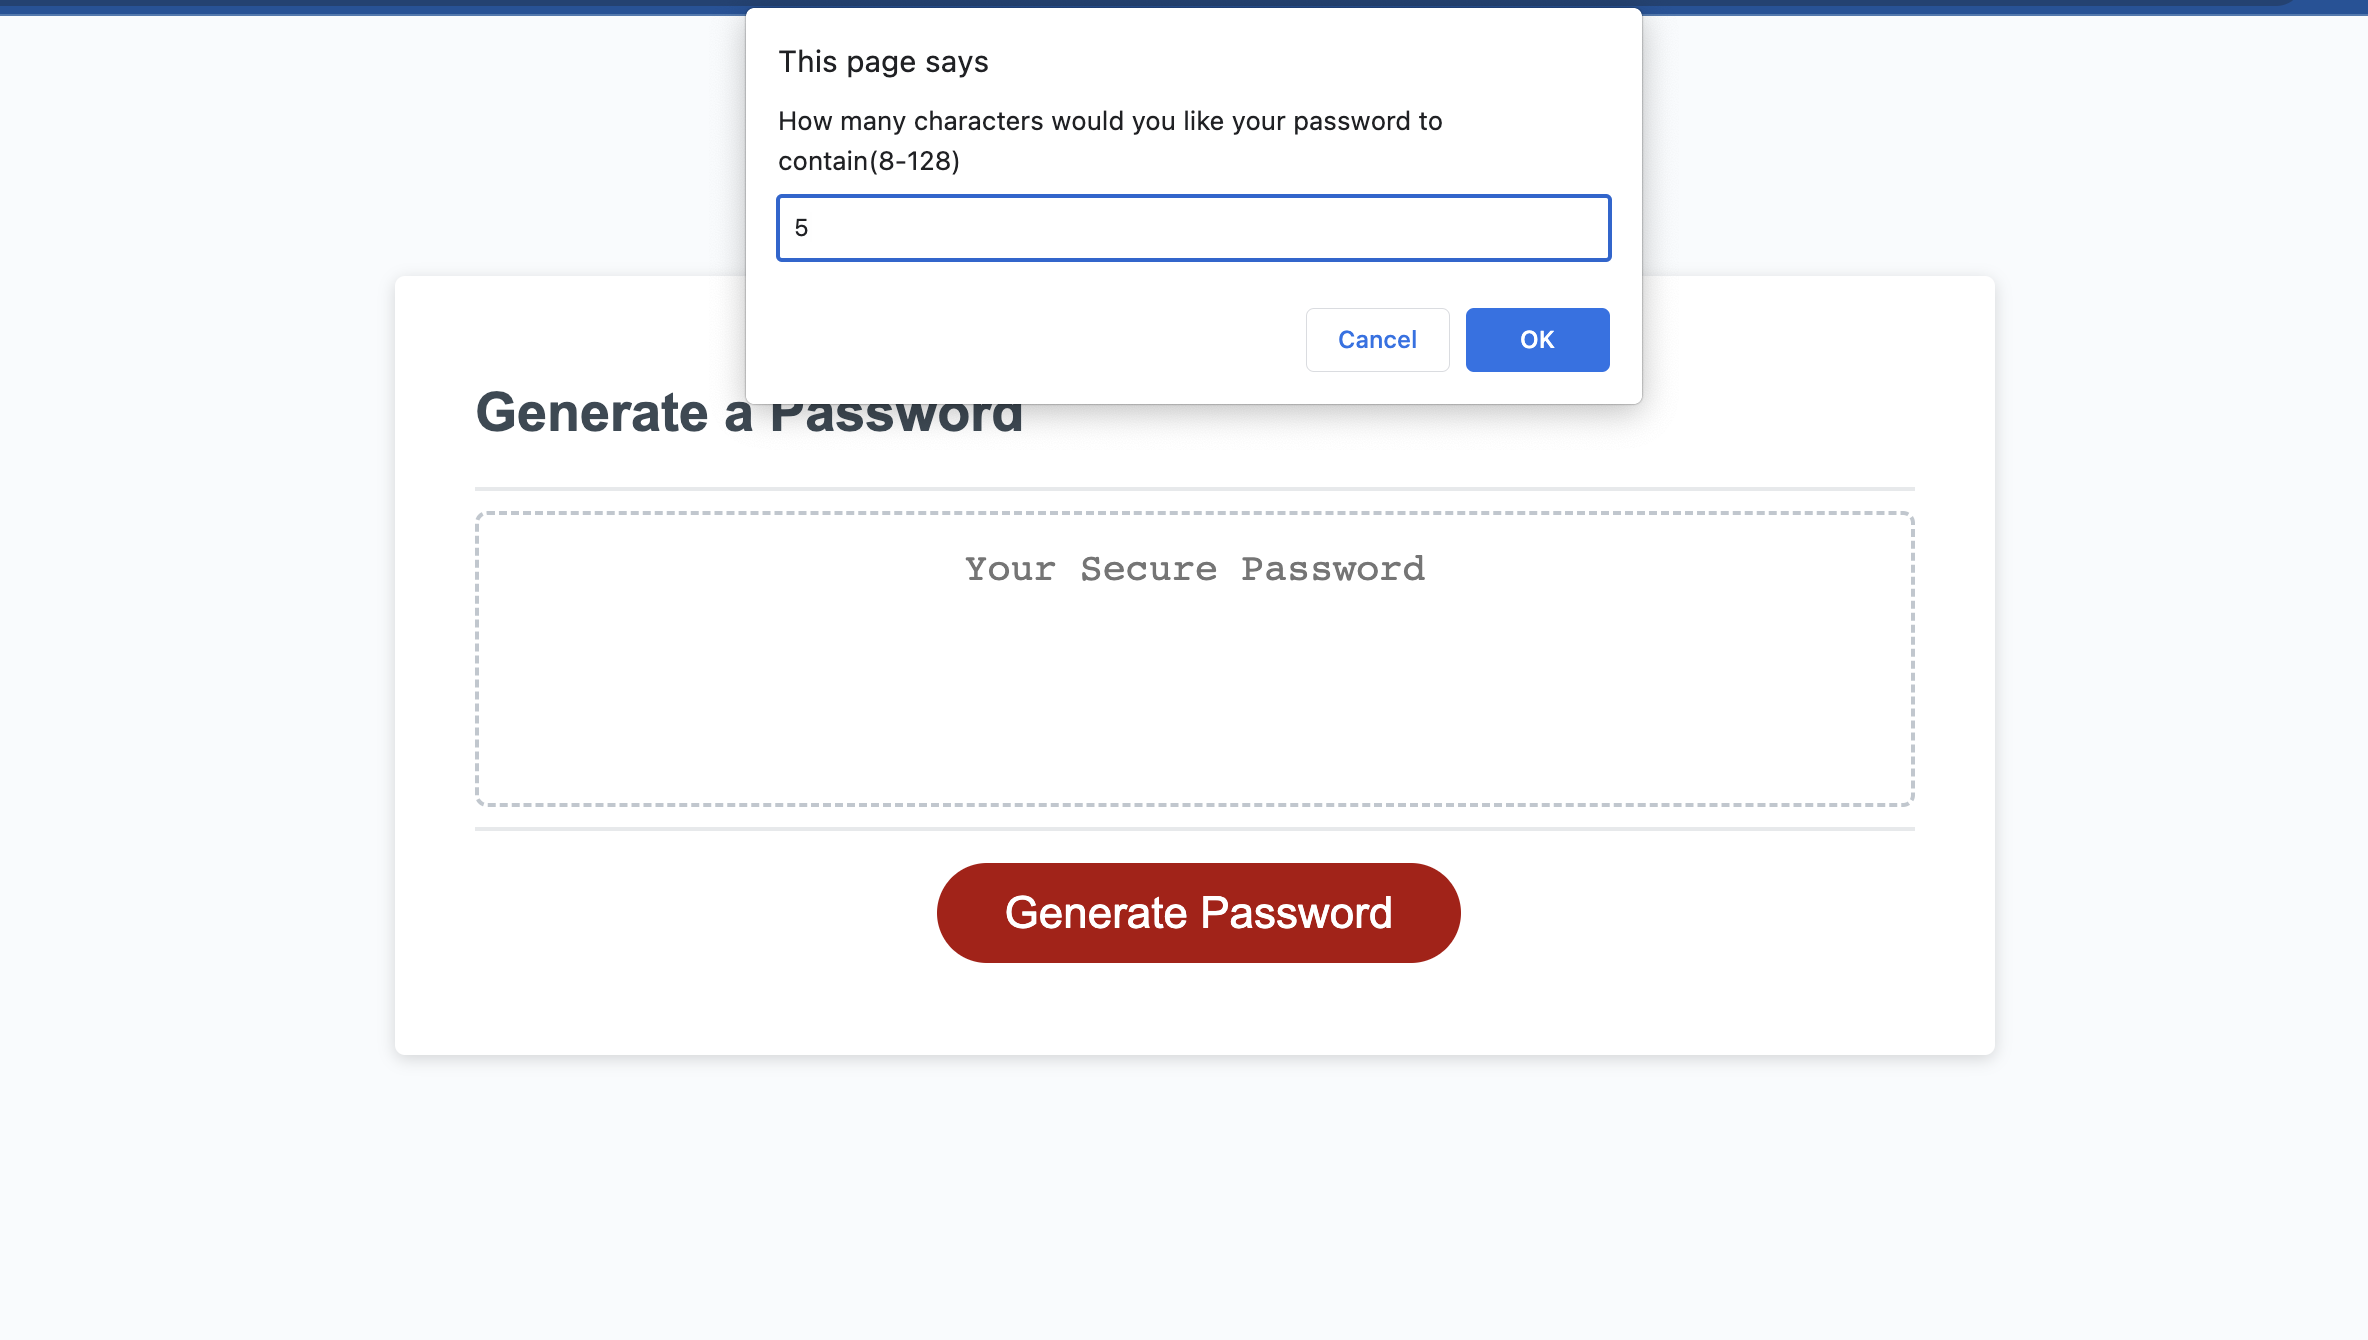 This page says
How many characters would you like your password to
contain(8-128)
5
Cancel
OK
Generate a Password
Your Secure Password
Generate Password